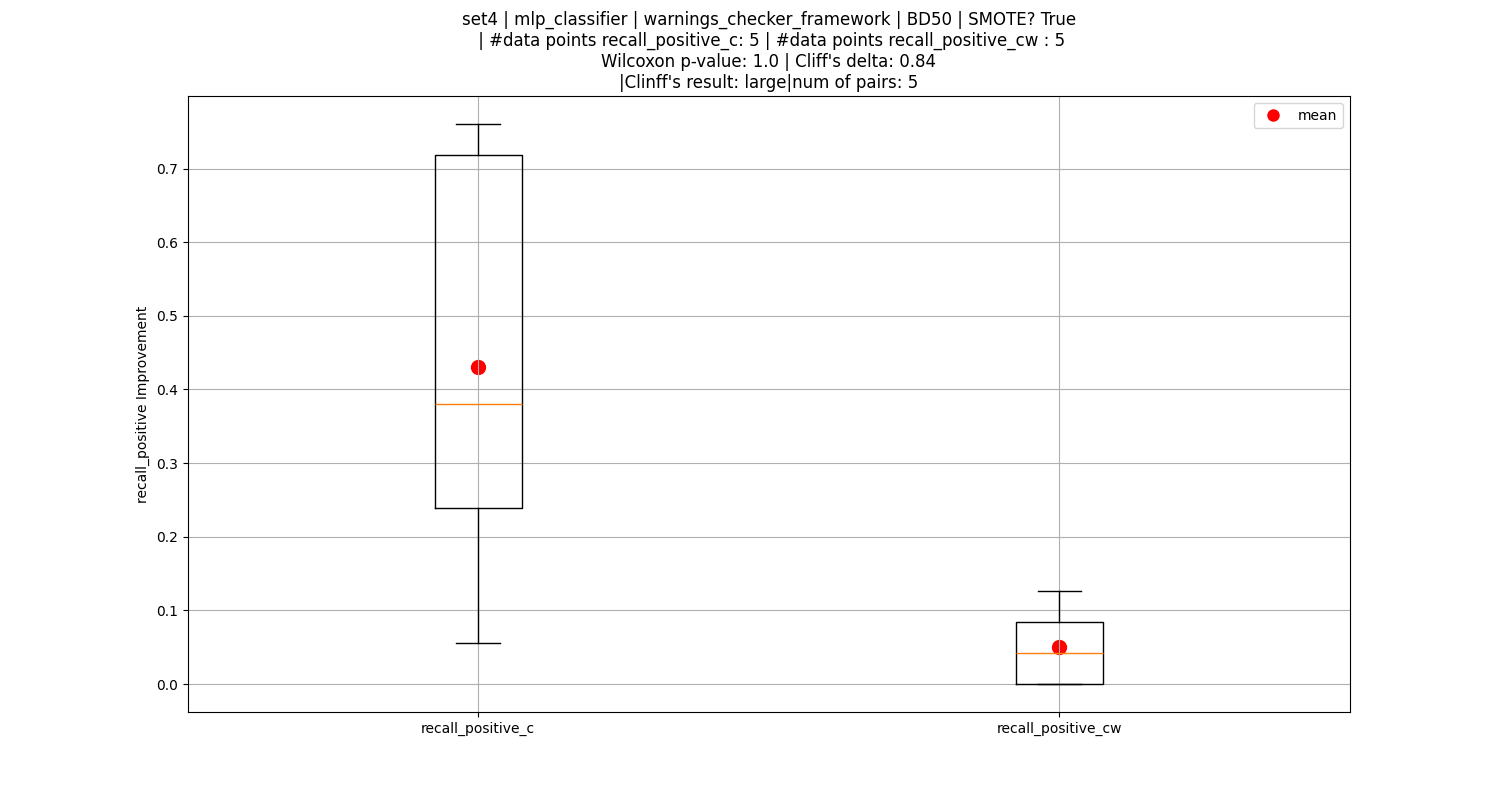 set4 | mlp_classifier | warnings_checker_framework | BD50 | SMOTE? True
| #data points recall_positive_c: 5 | #data points recall_positive_cw : 5
Wilcoxon p-value: 1.0 | Cliff's delta: 0.84
|Clinff's result: large|num of pairs: 5
mean
0.7
0.6
0.5
0.4
0.3
0.2
0.1
0.0
recall_positive Improvement
recall_positive_c
recall_positive_cw